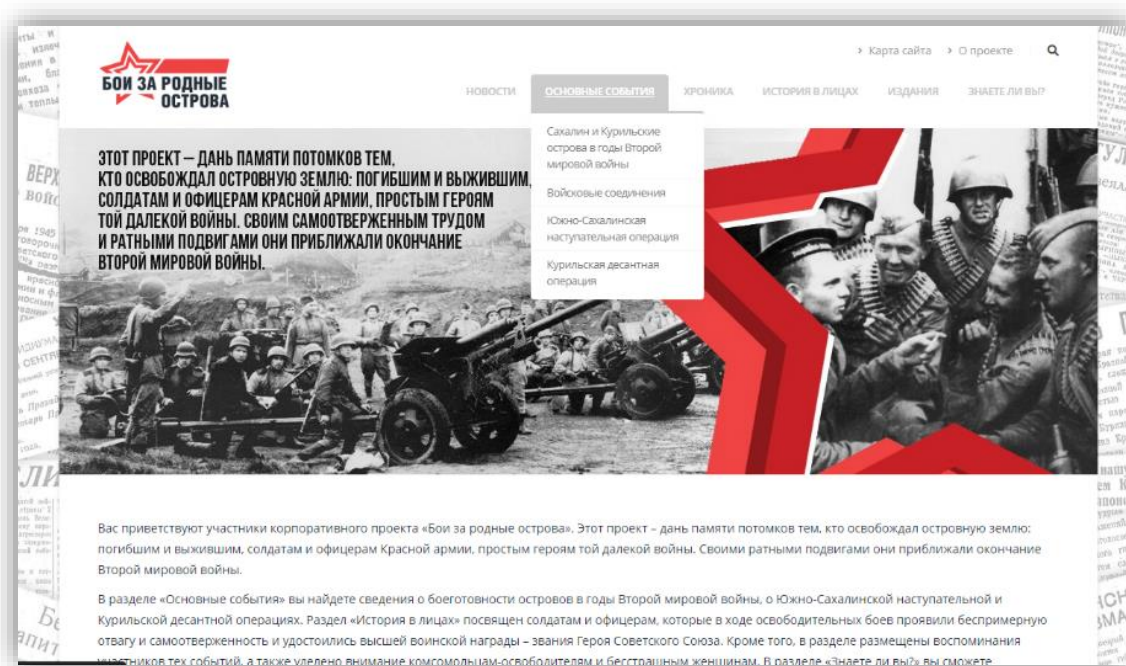 Карта сайта О проекте
БОИ ЗА РОДНЫЕ
ОСТРОВА
НОВОСТИ ОСНОВНЫЕ СОБЫТИЯ ХРОНИКА ИСТОРИЯ В ЛИЦАХ ИЗДАНИЯ ЗНАЕТЕ ЛИ ВЫ?
Сахалин и Курильские
острова в годы Второй
мировой войны
Войсковые соединения
Южно-Сахалинская
наступательная операция
Курильская десантная
операция
ЭТОТ ПРОЕКТ – ДАНЬ ПАМЯТИ ПОТОМКОВ ТЕМ,
КТО ОСВОБОЖДАЛ ОСТРОВНУЮ ЗЕМЛЮ: ПОГИБШИМ И ВЫЖИВШИМ,
СОЛДАТАМ И ОФИЦЕРАМ КРАСНОЙ АРМИИ, ПРОСТЫМ ГЕРОЯМ
ТОЙ ДАЛЕКОЙ ВОЙНЫ. СВОИМ САМООТВЕРЖЕННЫМ ТРУДОМ
И РАТНЫМИ ПОДВИГАМИ ОНИ ПРИБЛИЖАЛИ ОКОНЧАНИЕ
ВТОРОЙ МИРОВОЙ ВОЙНЫ.
Вас приветствуют участники корпоративного проекта «Бои за родные острова». Этот проект – дань памяти потомков тем, кто освобождал островную землю:
погибшим и выжившим, солдатам и офицерам Красной армии, простым героям той далекой войны. Своими ратными подвигами они приближали окончание
Второй мировой войны.
В разделе «Основные события» вы найдете сведения о боеготовности островов в годы Второй мировой войны, о Южно-Сахалинской наступательной и
Курильской десантной операциях. Раздел «История в лицах» посвящен солдатам и офицерам, которые в ходе освободительных боев проявили беспримерную
отвагу и самоотверженность и удостоились высшей воинской награды – звания Героя Советского Союза. Кроме того, в разделе размещены воспоминания
участников тех событий, а также уделено внимание комсомольцам-освободителям и бесстрашным женщинам. В разделе «Знаете ли вы?» вы сможете